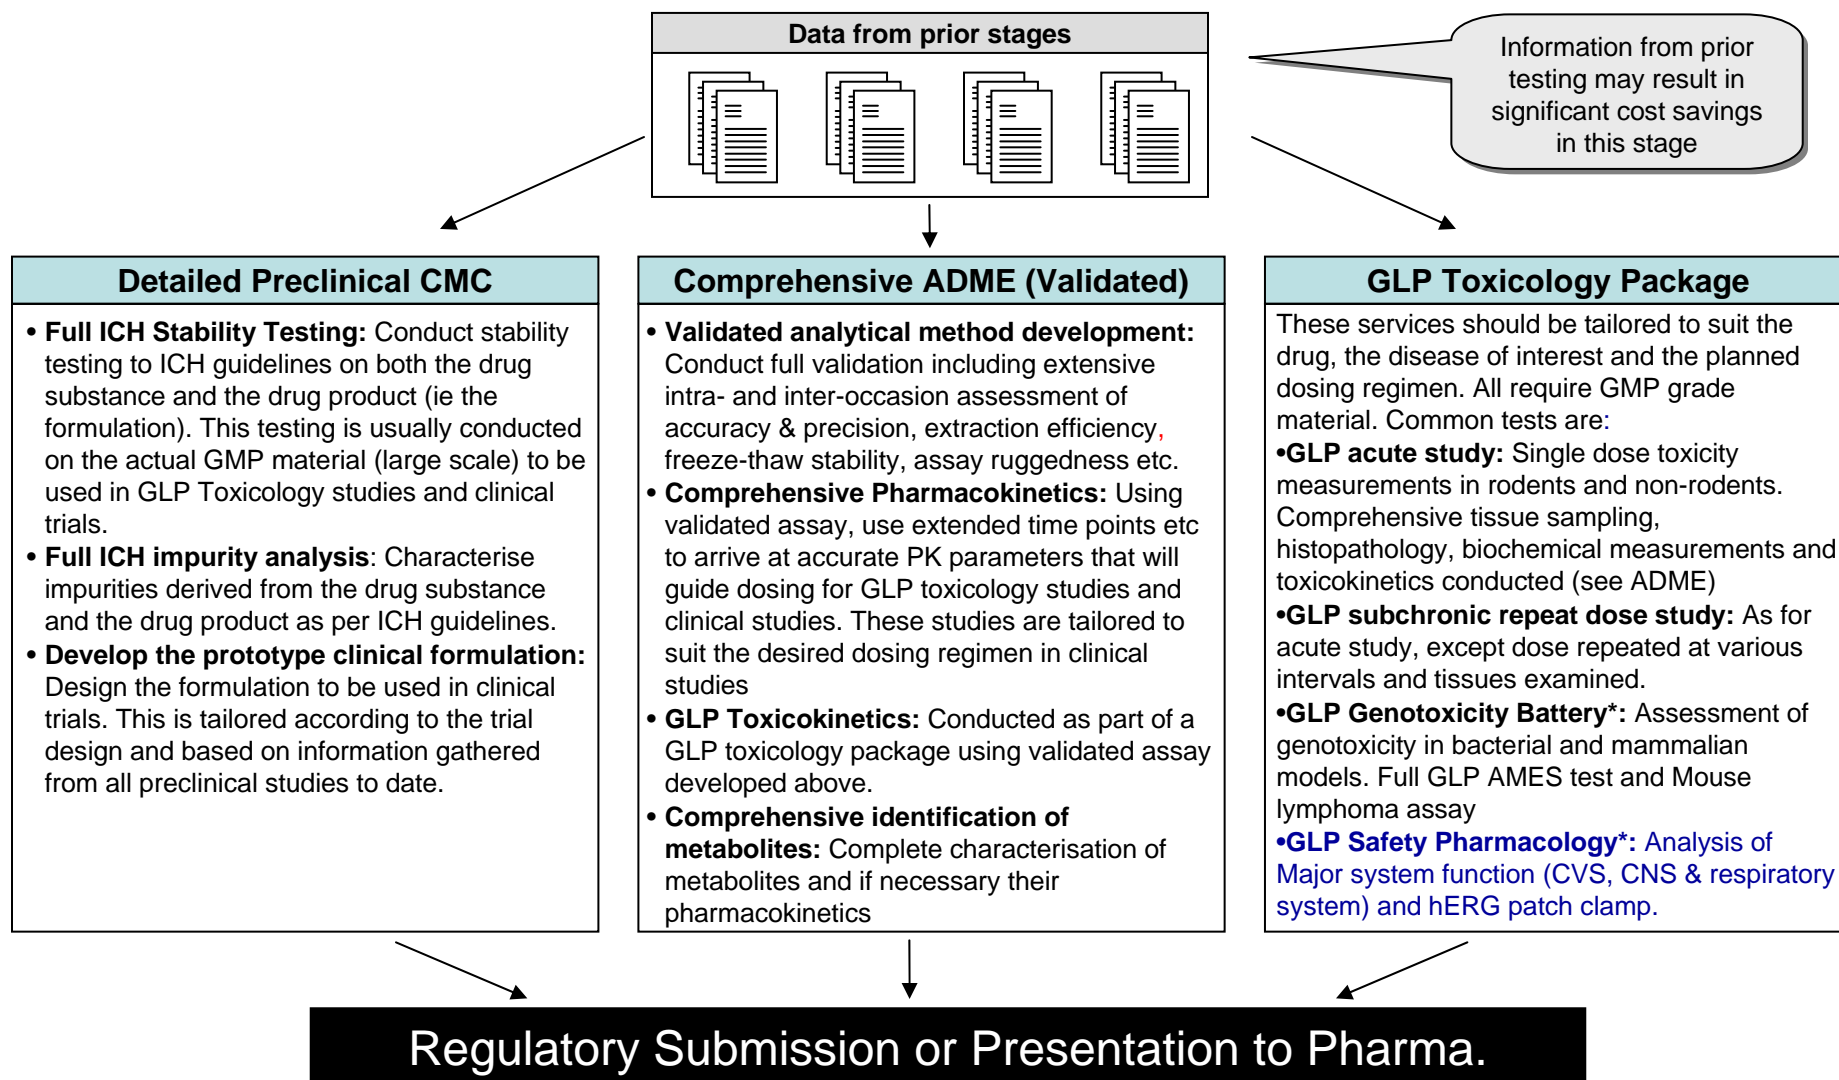 Data from prior stages
Information from prior
testing may result in
significant cost savings
in this stage
Detailed Preclinical CMC
• Full ICH Stability Testing: Conduct stability
testing to ICH guidelines on both the drug
substance and the drug product (ie the
formulation). This testing is usually conducted
on the actual GMP material (large scale) to be
used in GLP Toxicology studies and clinical
trials.
• Full ICH impurity analysis: Characterise
impurities derived from the drug substance
and the drug product as per ICH guidelines.
• Develop the prototype clinical formulation:
Design the formulation to be used in clinical
trials. This is tailored according to the trial
design and based on information gathered
from all preclinical studies to date.
Comprehensive ADME (Validated)
• Validated analytical method development:
Conduct full validation including extensive
intra- and inter-occasion assessment of
accuracy & precision, extraction efficiency,
freeze-thaw stability, assay ruggedness etc.
• Comprehensive Pharmacokinetics: Using
validated assay, use extended time points etc
to arrive at accurate PK parameters that will
guide dosing for GLP toxicology studies and
clinical studies. These studies are tailored to
suit the desired dosing regimen in clinical
studies
• GLP Toxicokinetics: Conducted as part of a
GLP toxicology package using validated assay
developed above.
• Comprehensive identification of
metabolites: Complete characterisation of
metabolites and if necessary their
pharmacokinetics
GLP Toxicology Package
These services should be tailored to suit the
drug, the disease of interest and the planned
dosing regimen. All require GMP grade
material. Common tests are:
•GLP acute study: Single dose toxicity
measurements in rodents and non-rodents.
Comprehensive tissue sampling,
histopathology, biochemical measurements and
toxicokinetics conducted (see ADME)
•GLP subchronic repeat dose study: As for
acute study, except dose repeated at various
intervals and tissues examined.
•GLP Genotoxicity Battery*: Assessment of
genotoxicity in bacterial and mammalian
models. Full GLP AMES test and Mouse
lymphoma assay
•GLP Safety Pharmacology*: Analysis of
Major system function (CVS, CNS & respiratory
system) and hERG patch clamp.
Regulatory Submission or Presentation to Pharma.